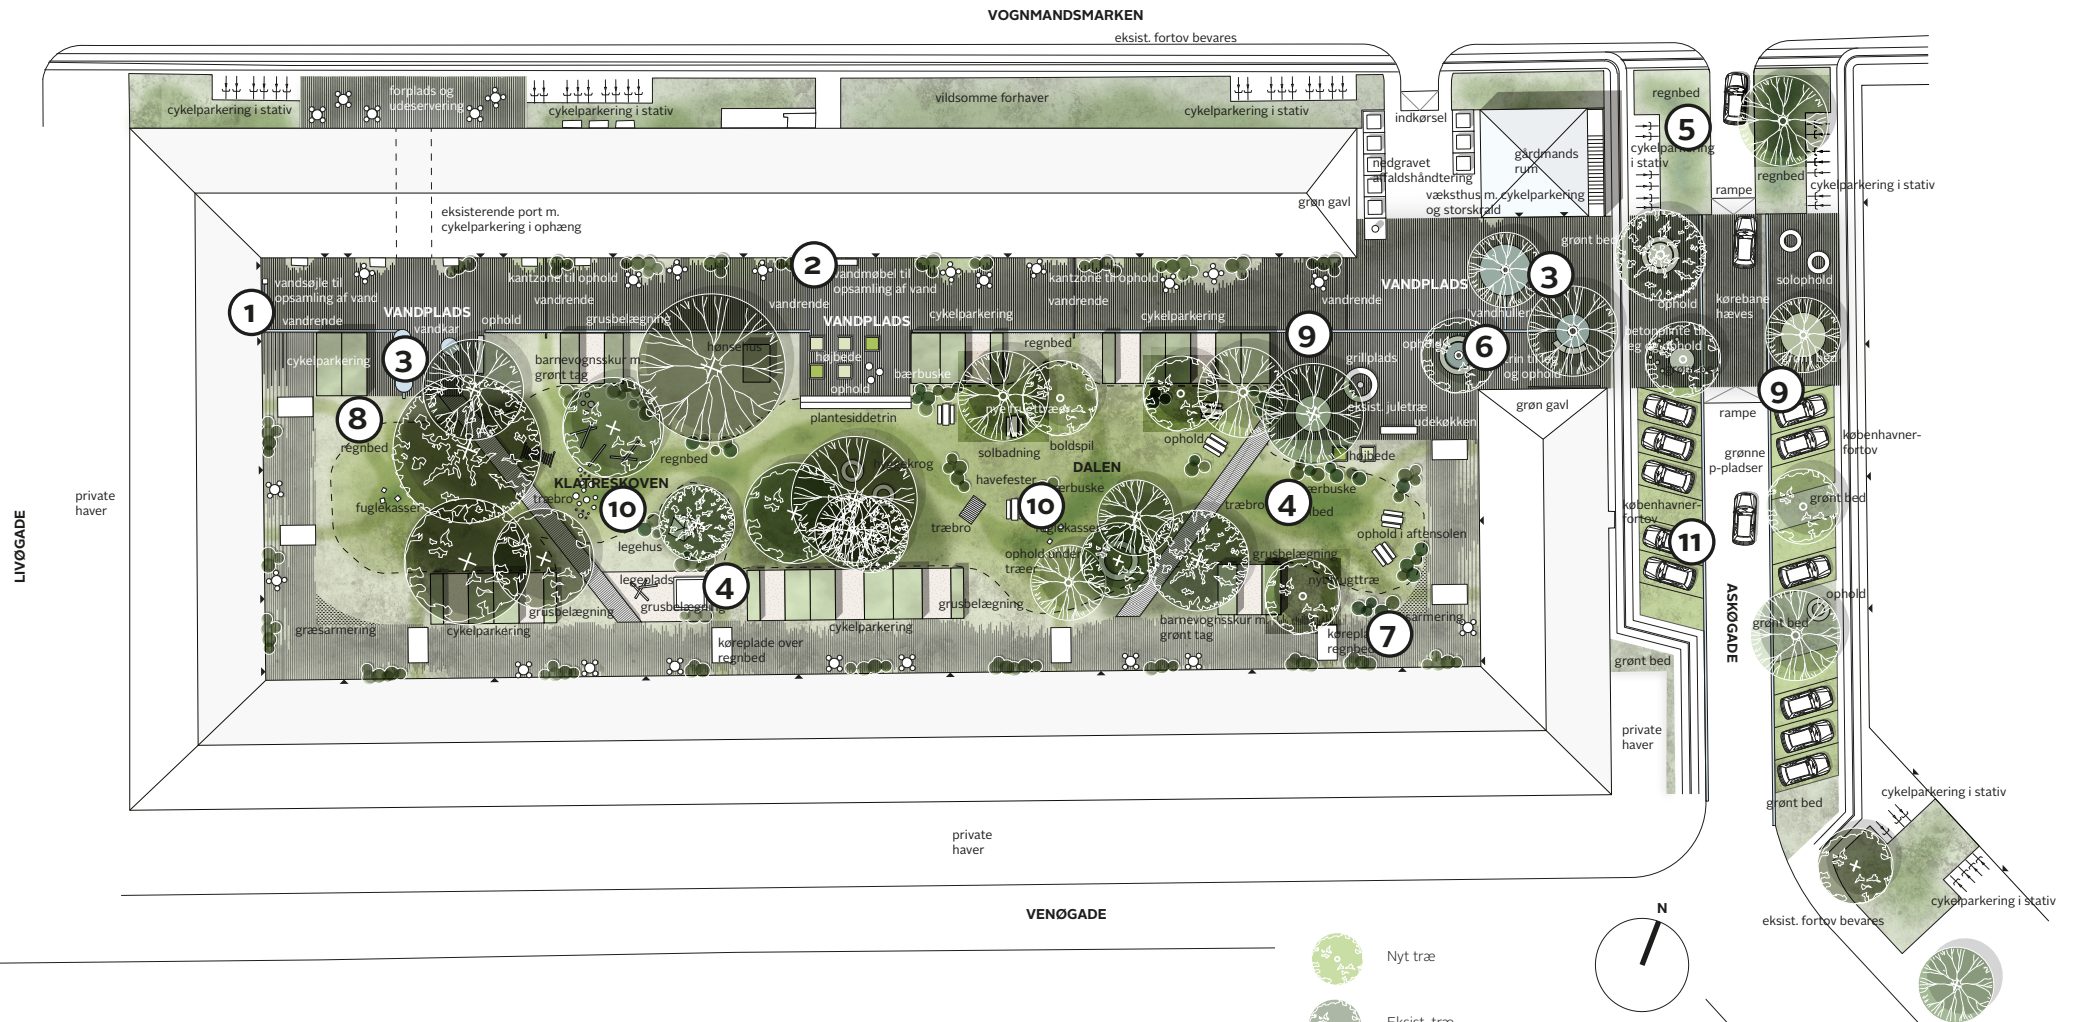 VOGNMANDSMARKEN
eksist. fortov bevares
forplads og
udeservering
cykelparkering i stativ
cykelparkering i stativ
vildsomme forhaver
cykelparkering i stativ
indkørsel
regnbed
5
cykelparkering
i stativ
regnbed
cykelparkering i stativ
rampe
nedgravet
affaldshåndtering
gårdmands
rum
væksthus m. cykelparkering
og storskrald
grøn gavl
eksisterende port m.
cykelparkering i ophæng
grønt bed
1
vandsøjle til
opsamling af vand
vandrende
VANDPLADS
vandkar
ophold
kantzone til ophold
vandrende
grusbelægning
2
vandmøbel til
opsamling af vand
vandrende
VANDPLADS
kantzone til ophold
vandrende
cykelparkering
cykelparkering
vandrende
VANDPLADS
3
vandhuller
ophold
kørebane
hæves
solophold
cykelparkering
3
barnevognsskur m.
grønt tag
hønsehus
højbede
ophold
bærbuske
regnbed
9
grillplads
6
og ophold
grønt bed
plantesiddetrin
eksist. juletræ
udekøkken
grøn gavl
rampe
9
8
regnbed
regnbed
solbadning
boldspil
ophold
højbede
københavner-
fortov
grønne
p-pladser
KLATRESKOVEN
DALEN
havefester
fuglekasser
træbro
10
træbro
10
træbro
4
grønt bed
københavner-
fortov
11
legehus
ophold under
træer
ophold i aftensolen
grusbelægning
legeplads
grusbelægning
4
grusbelægning
grusbelægning
ophold
grønt bed
græsarmering
cykelparkering
køreplade over
regnbed
cykelparkering
barnevognsskur m.
grønt tag
7
grønt bed
ASKØGADE
LIVØGADE
private
haver
private
haver
private
haver
grønt bed
cykelparkering i stativ
cykelparkering i stativ
eksist. fortov bevares
VENØGADE
N
Nyt træ
Eksist. træ